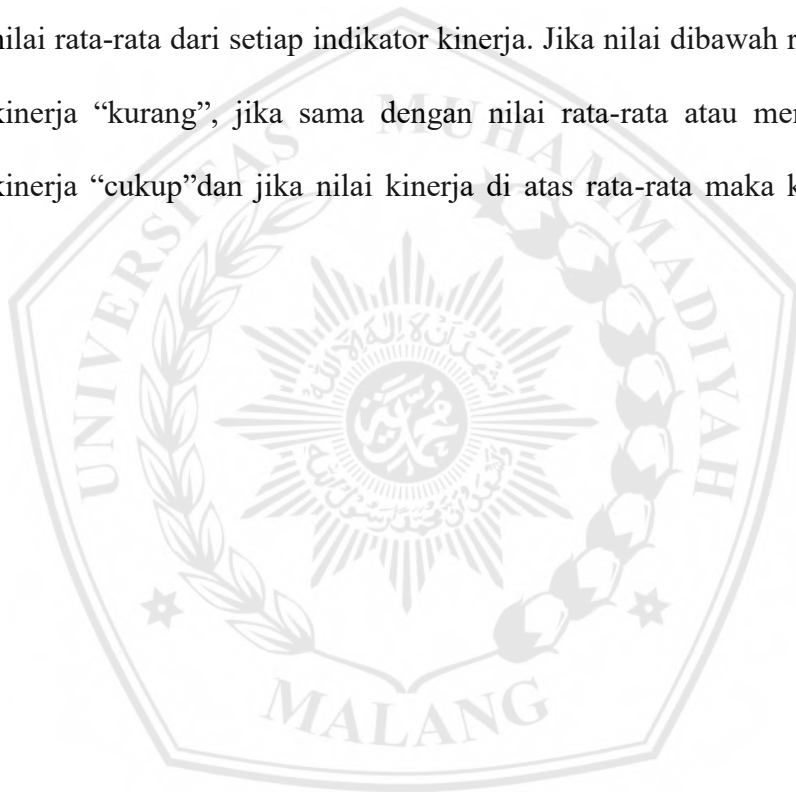 nilai rata-rata dari setiap indikator kinerja. Jika nilai dibawah
kinerja “kurang”, jika sama dengan nilai rata-rata atau
kinerja “cukup”dan jika nilai kinerja di atas rata-rata maka
UNIVERSITAS MUHAMMADIYAH
MALANG